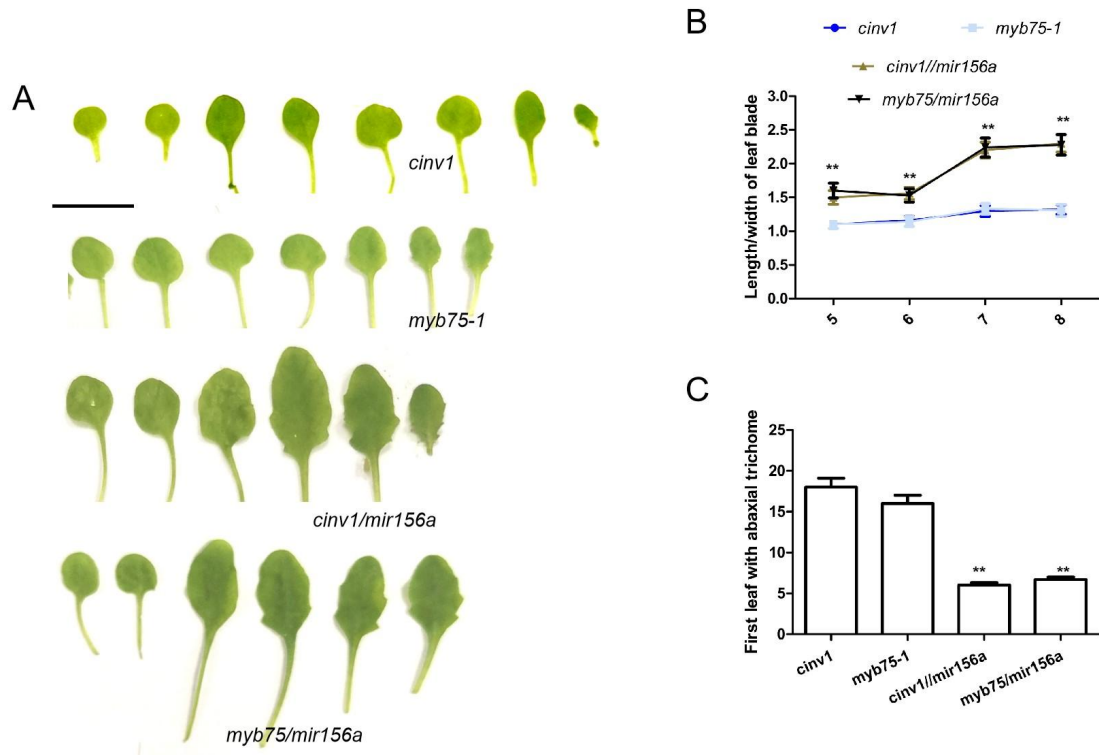 A
cinv1
myb75-1
cinv1/mir156a
myb75/mir156a
B
cinv1 myb75-1
cinv1//mir156a
myb75/mir156a
Length/width of leaf blade
3.0
2.5
2.0
1.5
1.0
0.5
0.0
** ** ** **
5 6 7 8
C
First leaf with abaxial trichome
25
20
15
10
5
0
** **
cinv1 myb75-1 cinv1//mir156a myb75/mir156a